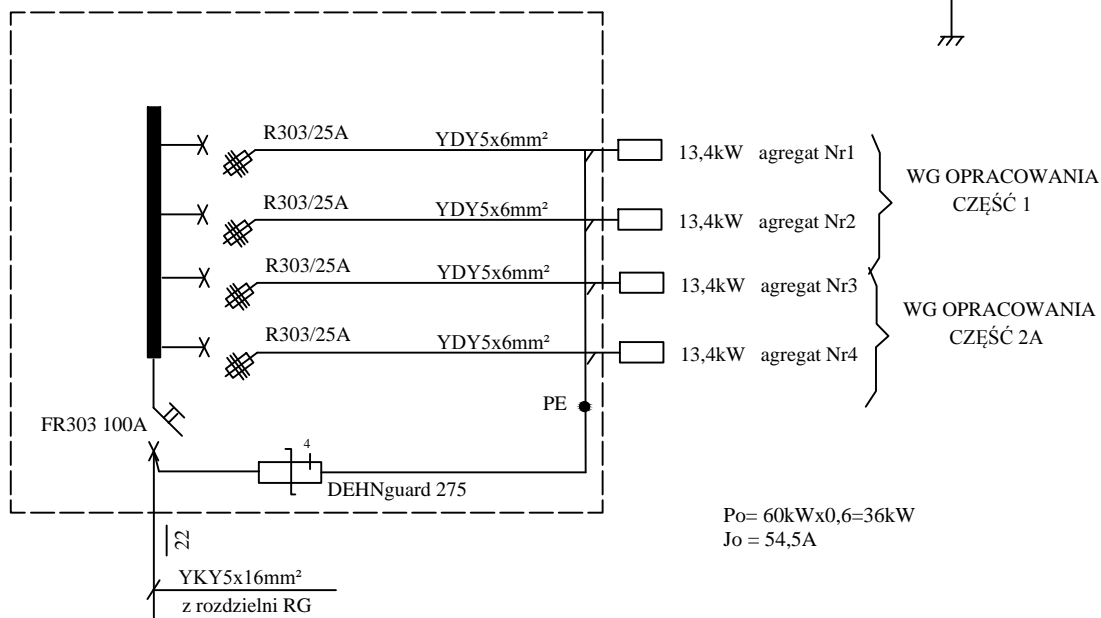 R303/25A YDY5x6mm² 13,4kW agregat Nr1
R303/25A YDY5x6mm² 13,4kW agregat Nr2
WG OPRACOWANIA
CZĘŚĆ 1
R303/25A YDY5x6mm² 13,4kW agregat Nr3
R303/25A YDY5x6mm² 13,4kW agregat Nr4
WG OPRACOWANIA
CZĘŚĆ 2A
PE
FR303 100A
4
DEHNguard 275
Po= 60kWx0,6=36kW
Jo = 54,5A
22
YKY5x16mm²
z rozdzielni RG